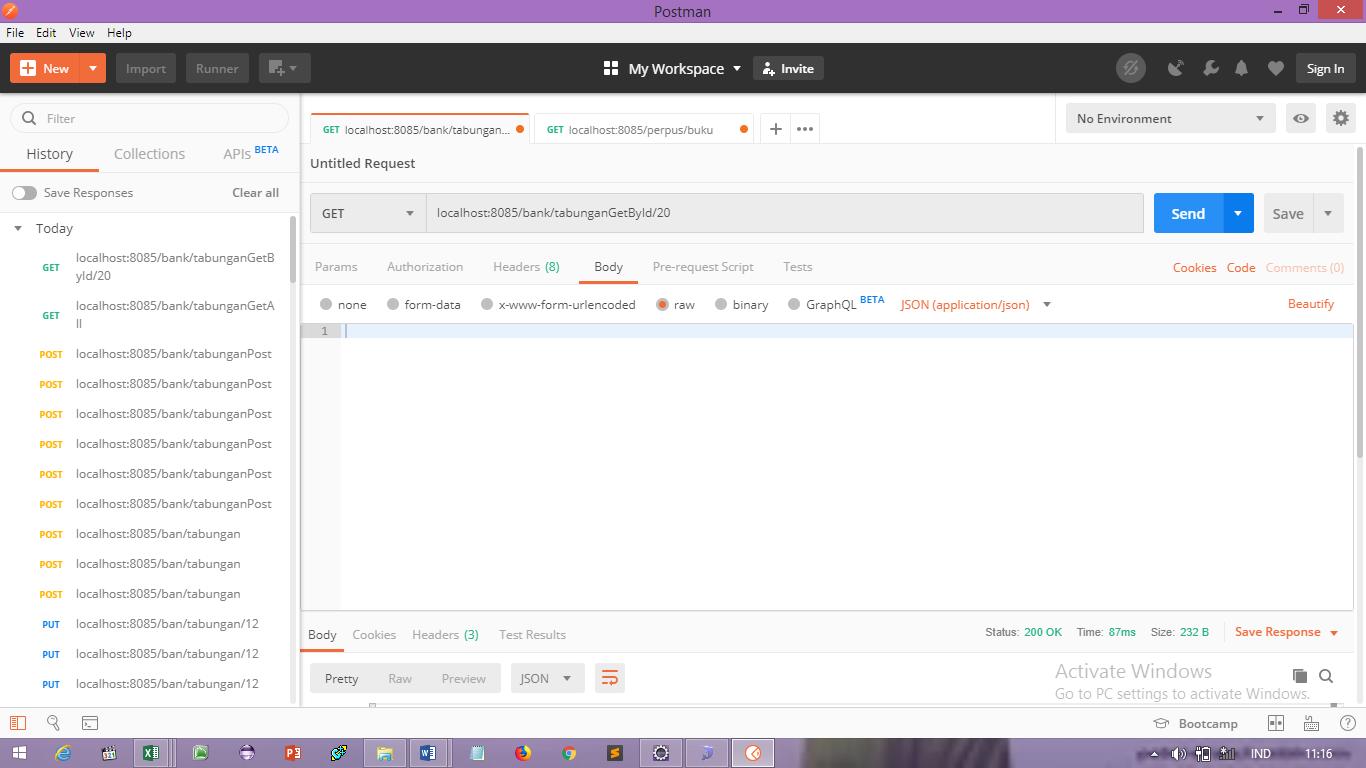 Postman
File Edit View Help
New Import Runner My Workspace Invite Sign In
Filter
History Collections APIs BETA
Save Responses Clear all
Today
GET localhost:8085/bank/tabunganGetB
yId/20
GET localhost:8085/bank/tabunganGetA
ll
POST localhost:8085/bank/tabunganPost
POST localhost:8085/bank/tabunganPost
POST localhost:8085/bank/tabunganPost
POST localhost:8085/bank/tabunganPost
POST localhost:8085/bank/tabunganPost
POST localhost:8085/bank/tabunganPost
POST localhost:8085/ban/tabungan
POST localhost:8085/ban/tabungan
POST localhost:8085/ban/tabungan
PUT localhost:8085/ban/tabungan/12
PUT localhost:8085/ban/tabungan/12
PUT localhost:8085/ban/tabungan/12
GET localhost:8085/bank/tabungan... GET localhost:8085/perpus/buku
No Environment
Untitled Request
GET localhost:8085/bank/tabunganGetById/20 Send Save
Params Authorization Headers (8) Body Pre-request Script Tests Cookies Code Comments (0)
none form-data x-www-form-urlencoded raw binary GraphQL BETA JSON (application/json) Beautify
1
Body Cookies Headers (3) Test Results Status: 200 OK Time: 87ms Size: 232 B Save Response
Pretty Raw Preview JSON
Activate Windows
Go to PC settings to activate Windows.
Bootcamp
IND 11:16